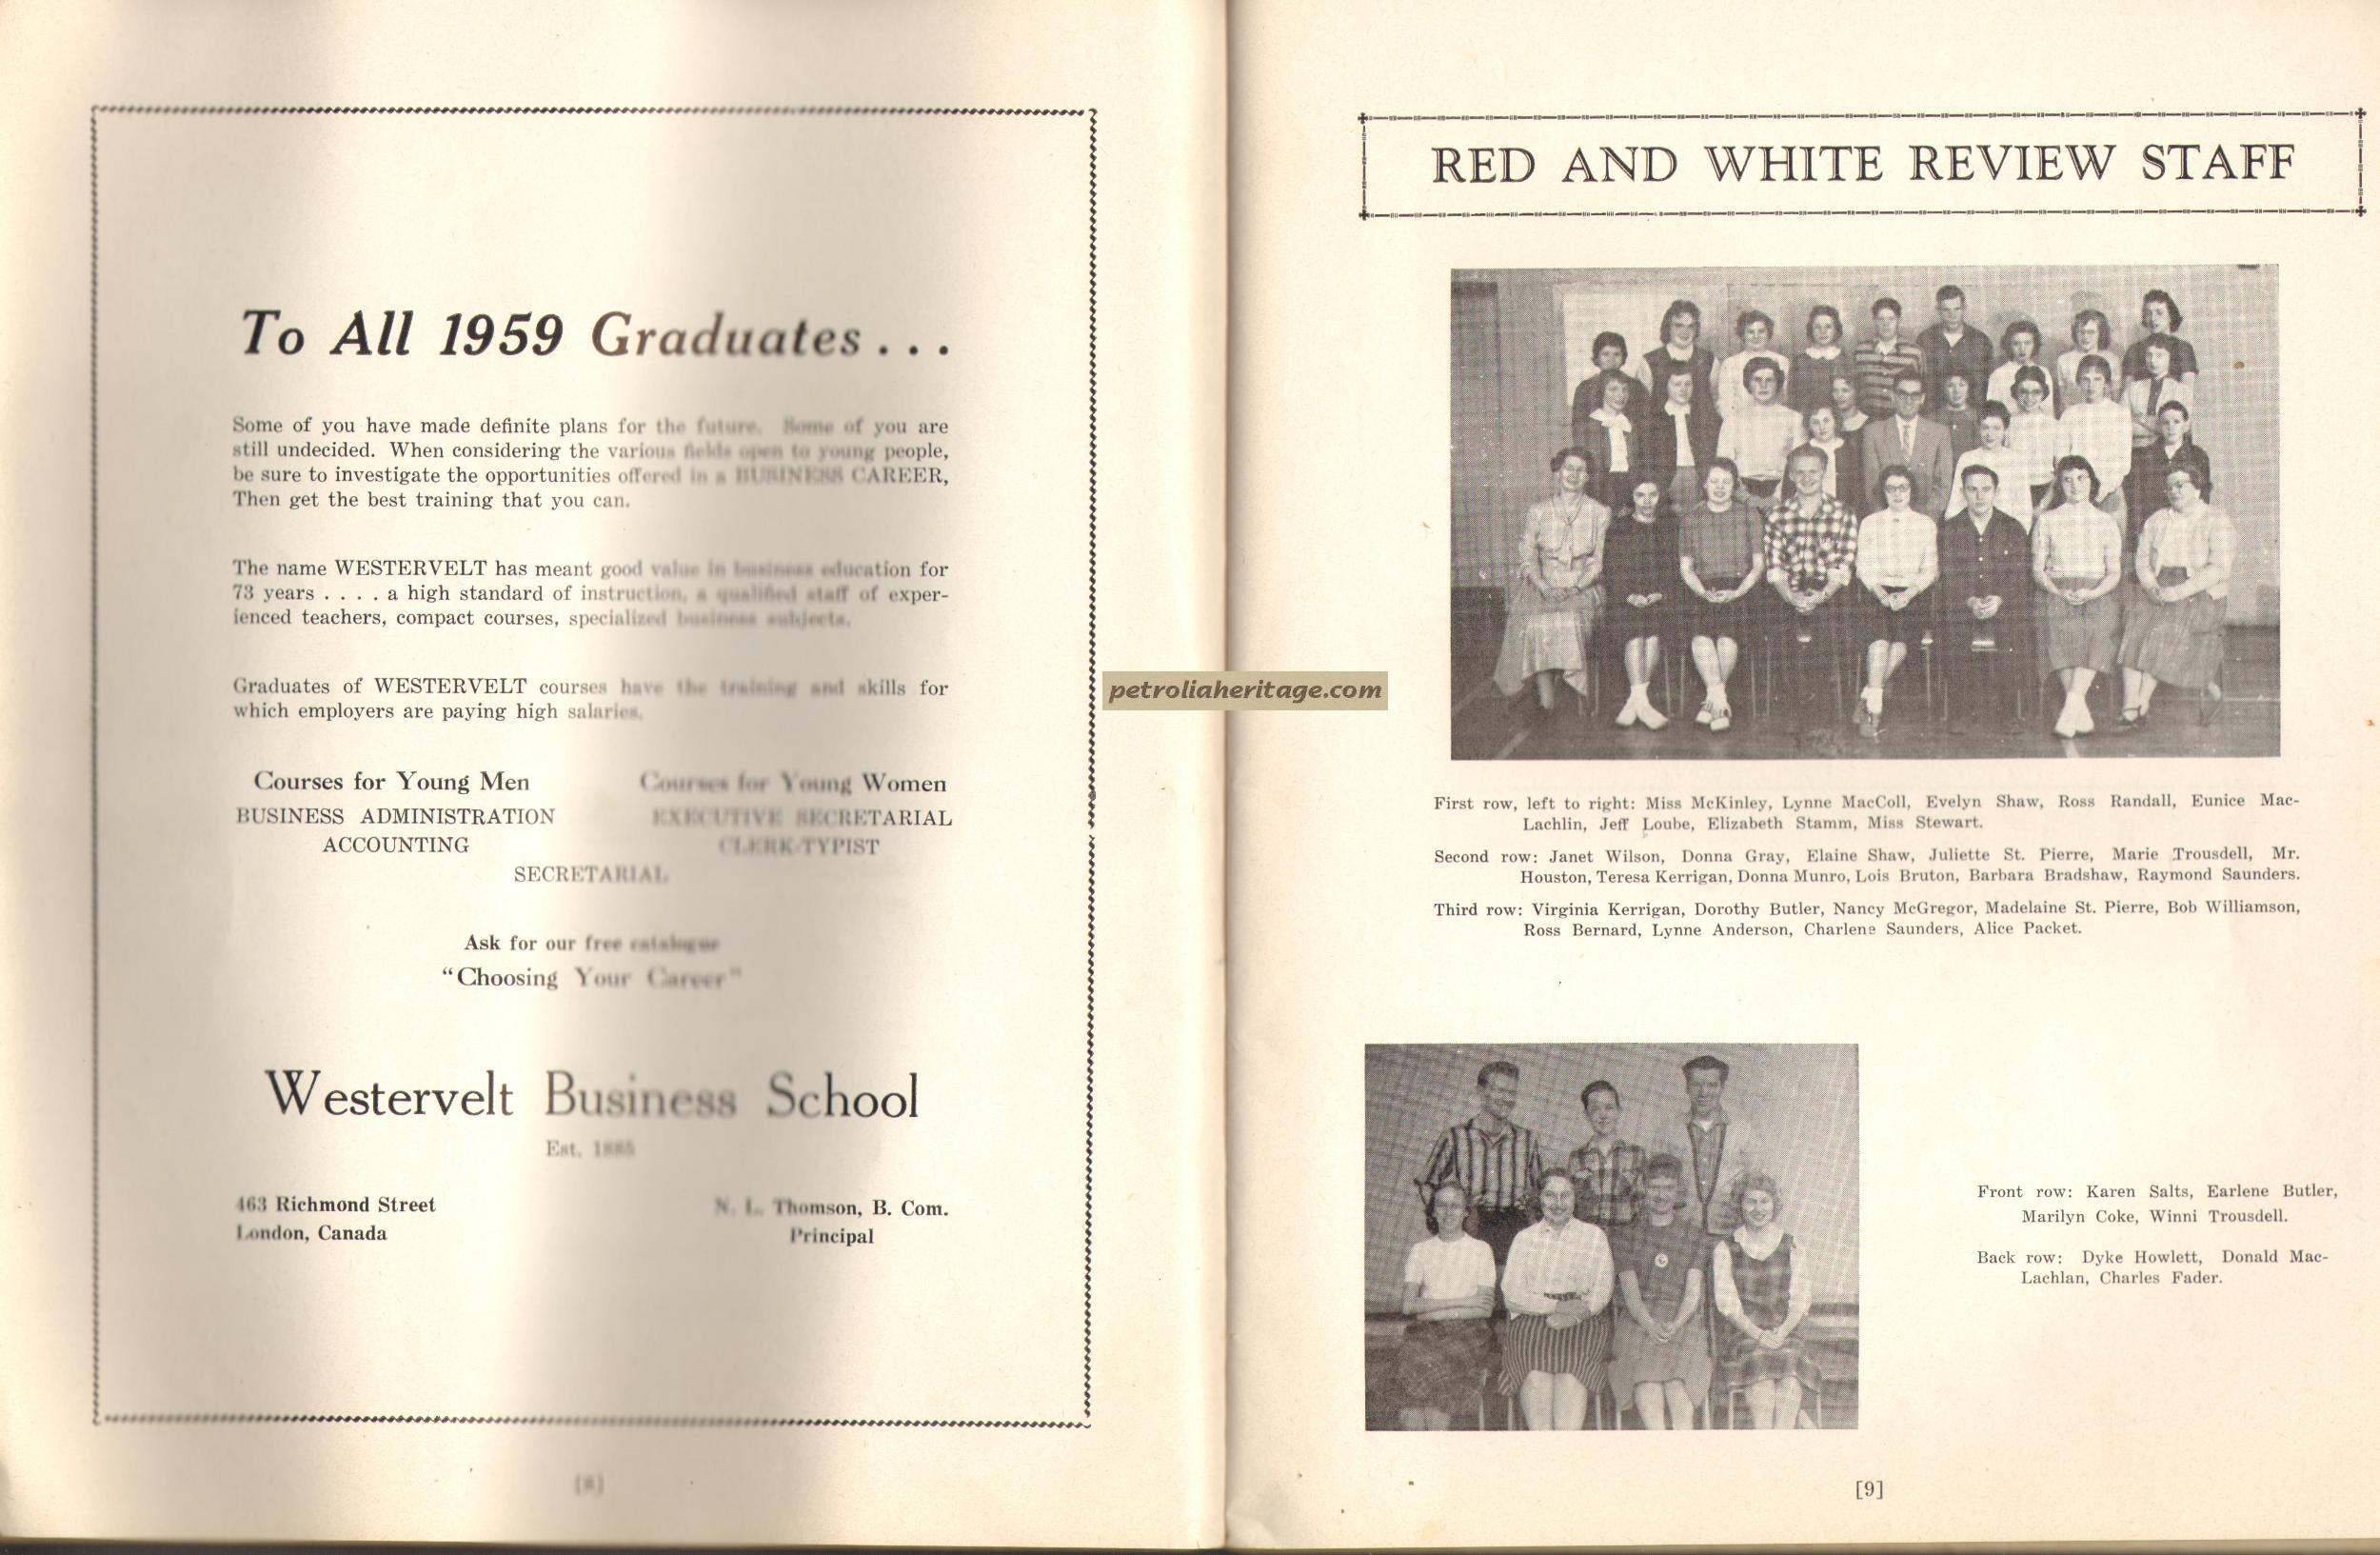 To All 1959 Graduates . . .
Some of you have made definite plans for the future. Some of you are
still undecided. When considering the various fields open to young people,
be sure to investigate the opportunities offered in a BUSINESS CAREER,
Then get the best training that you can.
The name WESTERVELT has meant good value in business education for
73 years . . . . a high standard of instruction, a qualified staff of exper-
ienced teachers, compact courses, specialized business subjects.
Graduates of WESTERVELT courses have the training and skills for
which employers are paying high salaries.
Courses for Young Men
BUSINESS ADMINISTRATION
ACCOUNTING
Courses for Young Women
EXECUTIVE SECRETARIAL
CLERK-TYPIST
SECRETARIAL
Ask for our free catalogue
"Choosing Your Career"
Westervelt Business School
Est. 1885
463 Richmond Street
London, Canada
N. L. Thomson, B. Com.
Principal
[8]
petroliaheritage.com
RED AND WHITE REVIEW STAFF
First row, left to right: Miss McKinley, Lynne MacColl, Evelyn Shaw, Ross Randall, Eunice Mac-
Lachlin, Jeff Loube, Elizabeth Stamm, Miss Stewart.
Second row: Janet Wilson, Donna Gray, Elaine Shaw, Juliette St. Pierre, Marie Trousdell, Mr.
Houston, Teresa Kerrigan, Donna Munro, Lois Bruton, Barbara Bradshaw, Raymond Saunders.
Third row: Virginia Kerrigan, Dorothy Butler, Nancy McGregor, Madelaine St. Pierre, Bob Williamson,
Ross Bernard, Lynne Anderson, Charlene Saunders, Alice Packet.
Front row: Karen Salts, Earlene Butler,
Marilyn Coke, Winni Trousdell.
Back row: Dyke Howlett, Donald Mac-
Lachlan, Charles Fader.
[9]